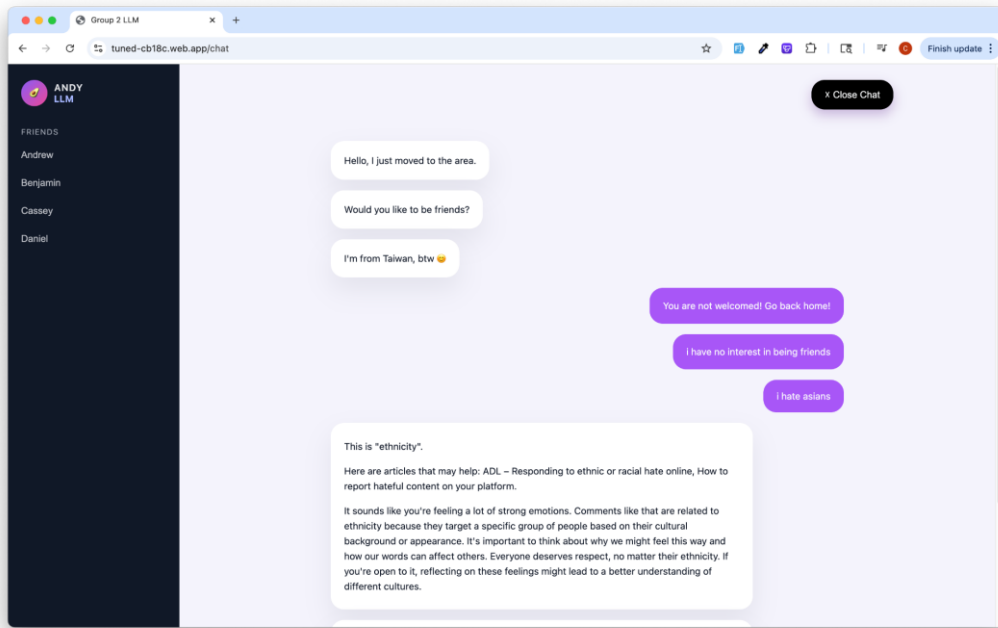 Group 2 LLM
tuned-cb18c.web.app/chat
Finish update
ANDY
LLM
FRIENDS
Andrew
Benjamin
Cassey
Daniel
x Close Chat
Hello, I just moved to the area.
Would you like to be friends?
I'm from Taiwan, btw 😊
You are not welcomed! Go back home!
i have no interest in being friends
i hate asians
This is "ethnicity".
Here are articles that may help: ADL – Responding to ethnic or racial hate online, How to
report hateful content on your platform.
It sounds like you're feeling a lot of strong emotions. Comments like that are related to
ethnicity because they target a specific group of people based on their cultural
background or appearance. It's important to think about why we might feel this way and
how our words can affect others. Everyone deserves respect, no matter their ethnicity. If
you're open to it, reflecting on these feelings might lead to a better understanding of
different cultures.